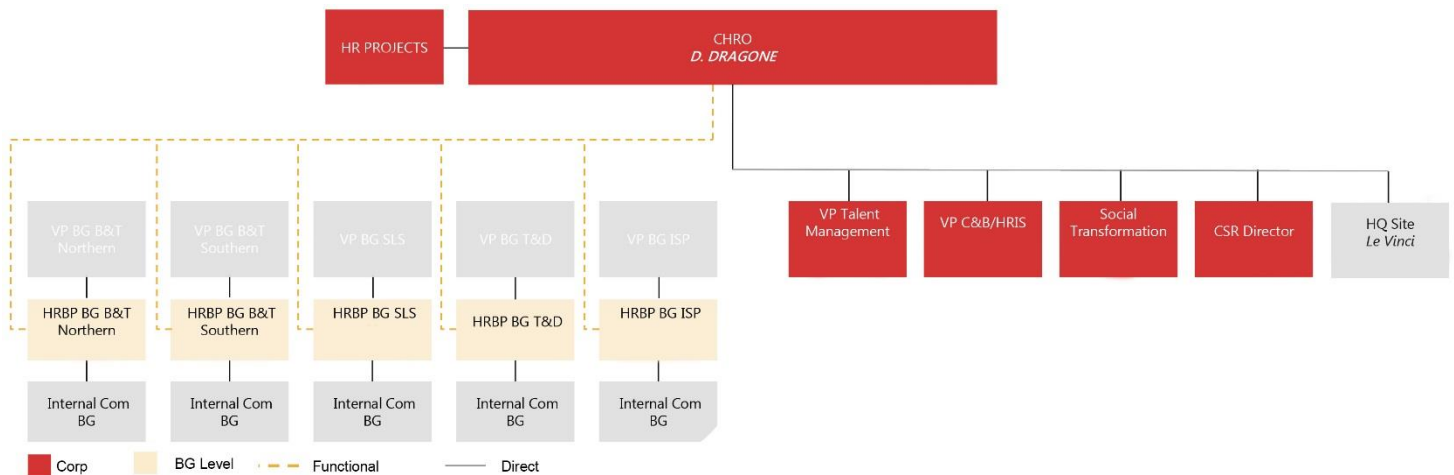 HR PROJECTS
CHRO
D. DRAGONE
VP BG B&T
Northern
VP BG B&T
Southern
VP BG SLS
VP BG T&D
VP BG ISP
VP Talent
Management
VP C&B/HRIS
Social
Transformation
CSR Director
HQ Site
Le Vinci
HRBP BG B&T
Northern
HRBP BG B&T
Southern
HRBP BG SLS
HRBP BG T&D
HRBP BG ISP
Internal Com
BG
Internal Com
BG
Internal Com
BG
Internal Com
BG
Internal Com
BG
Corp
BG Level
Functional
Direct